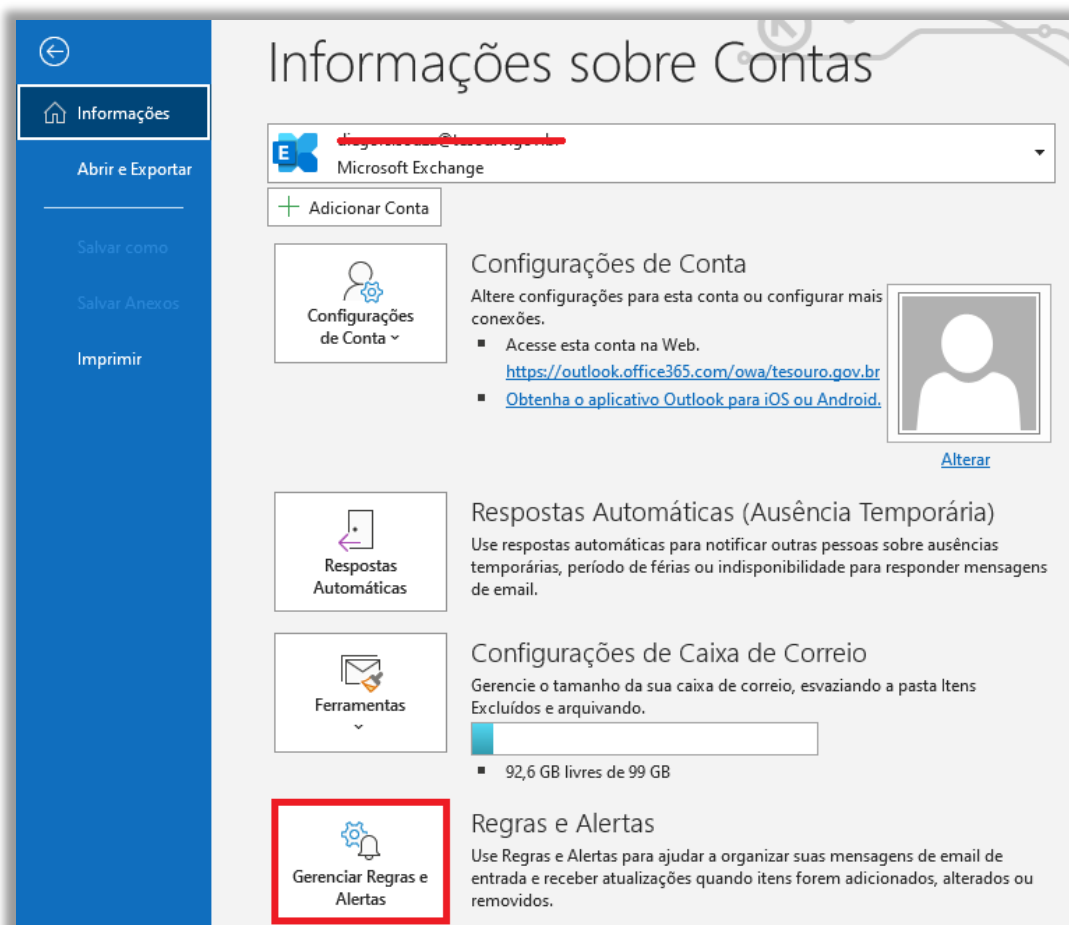 Informações sobre Contas
Informações
Abrir e Exportar
Salvar como
Salvar Anexos
Imprimir
Microsoft Exchange
Adicionar Conta
Configurações
de Conta
Configurações de Conta
Altere configurações para esta conta ou configurar mais
conexões.
Acesse esta conta na Web.
https://outlook.office365.com/owa/tesouro.gov.br
Obtenha o aplicativo Outlook para iOS ou Android.
Alterar
Respostas
Automáticas
Respostas Automáticas (Ausência Temporária)
Use respostas automáticas para notificar outras pessoas sobre ausências
temporárias, período de férias ou indisponibilidade para responder mensagens
de email.
Ferramentas
Configurações de Caixa de Correio
Gerencie o tamanho da sua caixa de correio, esvaziando a pasta Itens
Excluídos e arquivando.
92,6 GB livres de 99 GB
Gerenciar Regras e
Alertas
Regras e Alertas
Use Regras e Alertas para ajudar a organizar suas mensagens de email de
entrada e receber atualizações quando itens forem adicionados, alterados ou
removidos.